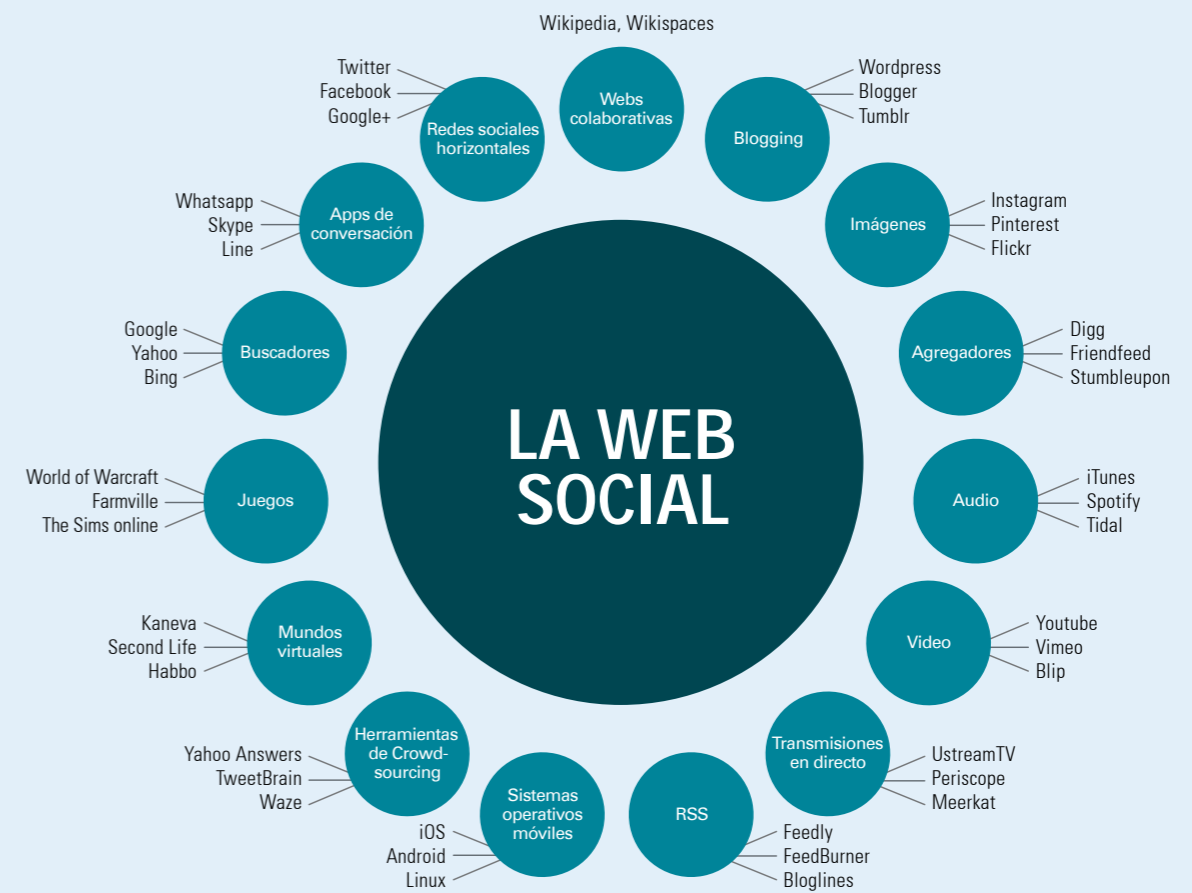 Wikipedia, Wikispaces
Webs
colaborativas
Wordpress
Blogger
Tumblr
Blogging
Instagram
Pinterest
Flickr
Imágenes
Digg
Friendfeed
Stumbleupon
Agregadores
iTunes
Spotify
Tidal
Audio
Youtube
Vimeo
Blip
Video
UstreamTV
Periscope
Meerkat
Transmisiones
en directo
Feedly
FeedBurner
Bloglines
RSS
iOS
Android
Linux
Sistemas
operativos
móviles
Yahoo Answers
TweetBrain
Waze
Herramientas
de Crowd-
sourcing
Kaneva
Second Life
Habbo
Mundos
virtuales
World of Warcraft
Farmville
The Sims online
Juegos
Google
Yahoo
Bing
Buscadores
Whatsapp
Skype
Line
Apps de
conversación
Twitter
Facebook
Google+
Redes sociales
horizontales
LA WEB
SOCIAL